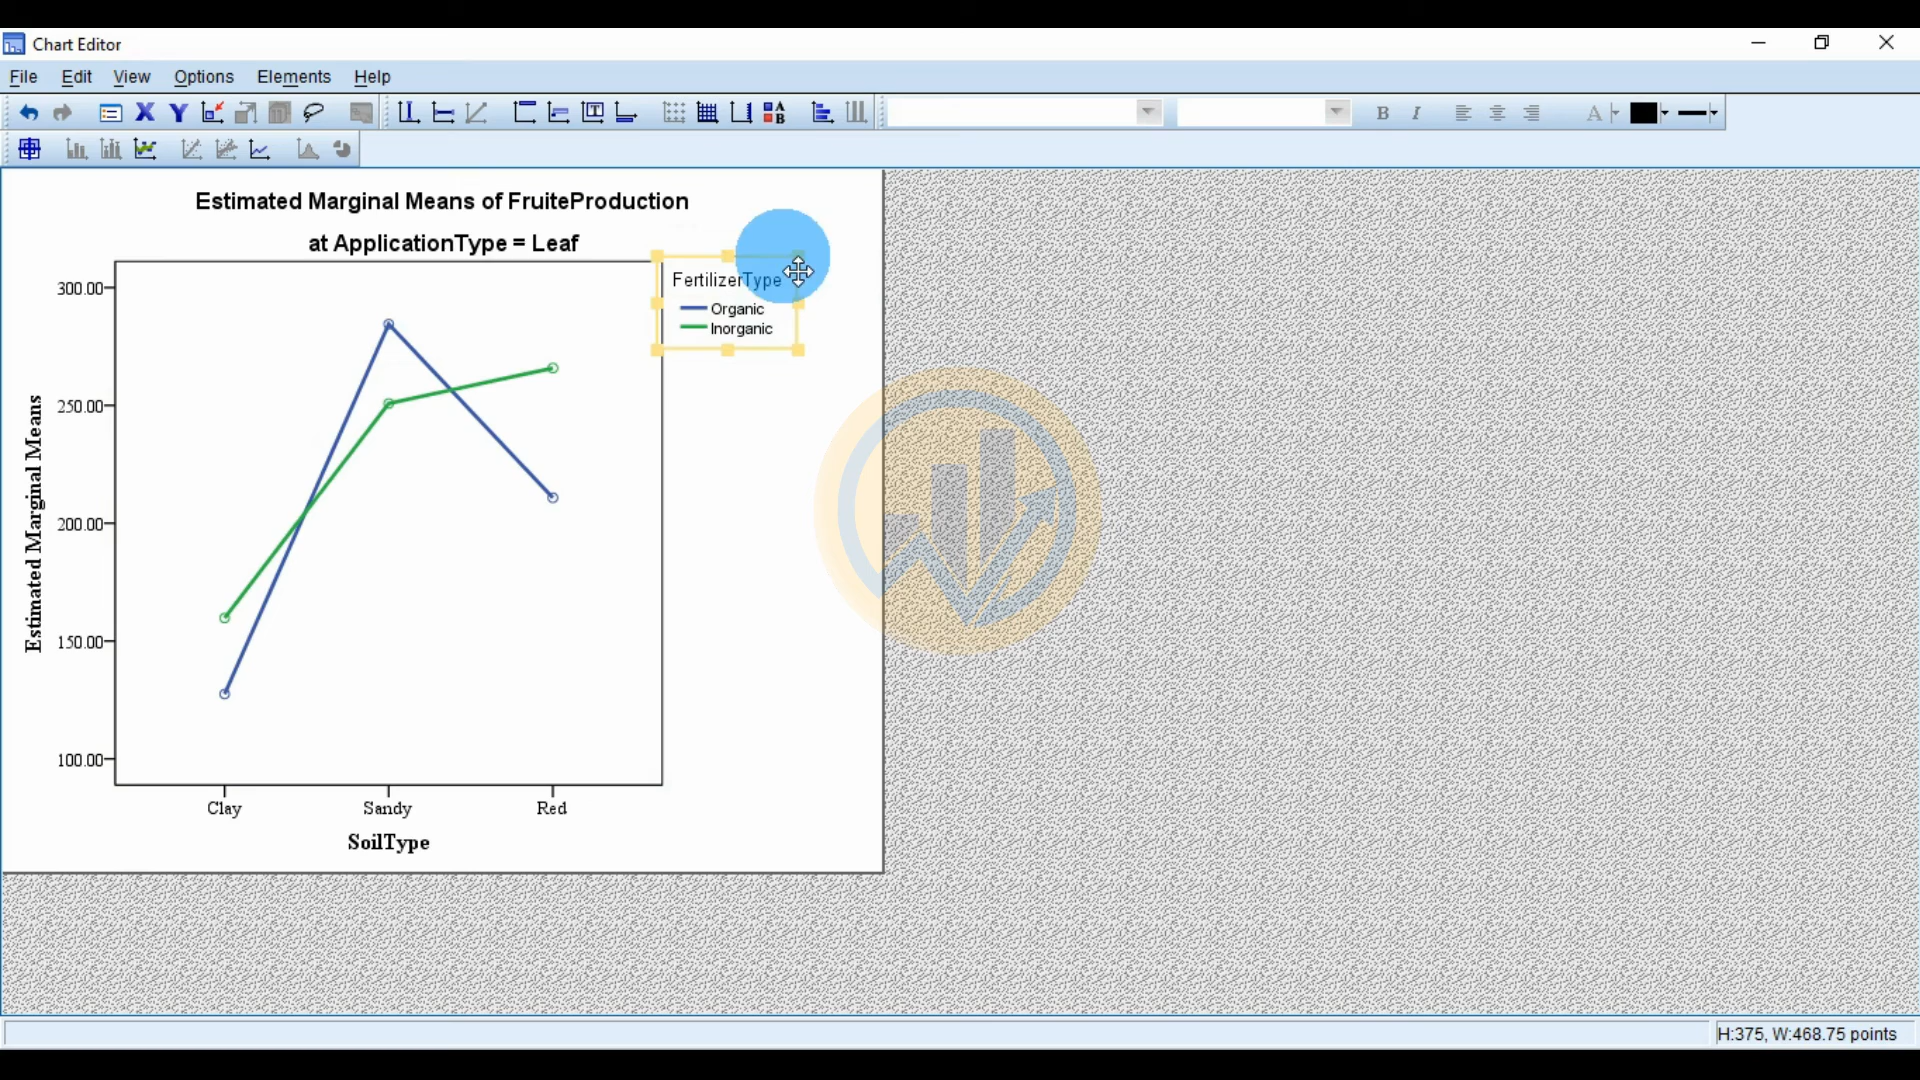 Chart Editor
File Edit View Options Elements Help
B I A
Estimated Marginal Means of FruiteProduction
at ApplicationType = Leaf
FertilizerType
Organic
Inorganic
300.00
250.00
200.00
150.00
100.00
Estimated Marginal Means
Clay Sandy Red
SoilType
H:375, W:468.75 points